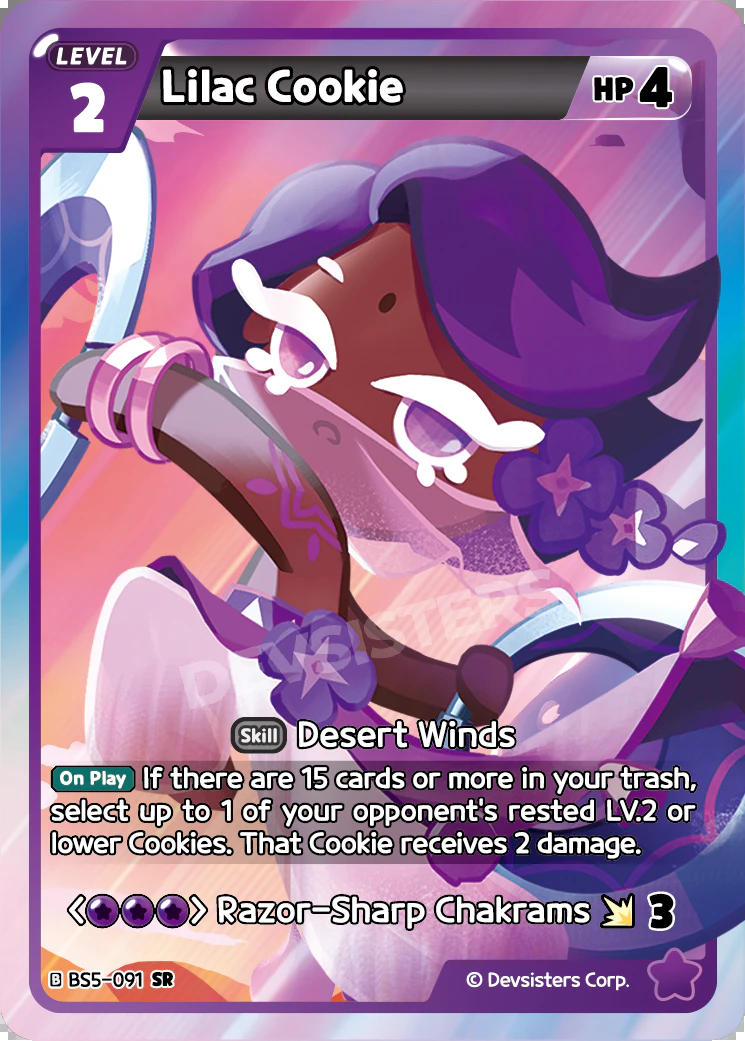 LEVEL
2
Lilac Cookie
HP 4
DEVSISTERS
Skill Desert Winds
On Play If there are 15 cards or more in your trash,
select up to 1 of your opponent's rested LV.2 or
lower Cookies. That Cookie receives 2 damage.
Razor-Sharp Chakrams 3
B BS5-091 SR
© Devsisters Corp.